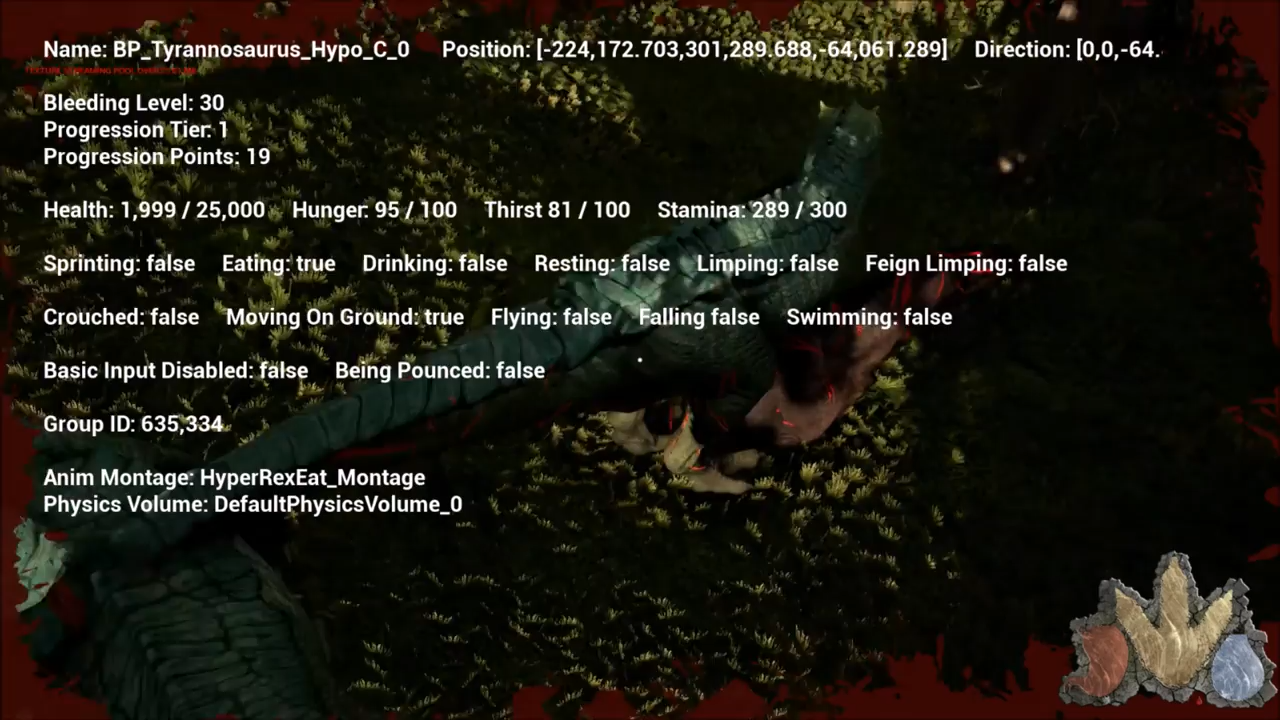 Name: BP_Tyrannosaurus_Hypo_C_0 Position: [-224,172.703,301,289.688,-64,061.289] Direction: [0,0,-64.
TEXTURE STREAMING POOL OVER
Bleeding Level: 30
Progression Tier: 1
Progression Points: 19
Health: 1,999 / 25,000 Hunger: 95 / 100 Thirst 81 / 100 Stamina: 289 / 300
Sprinting: false Eating: true Drinking: false Resting: false Limping: false Feign Limping: false
Crouched: false Moving On Ground: true Flying: false Falling false Swimming: false
Basic Input Disabled: false Being Pounced: false
Group ID: 635,334
Anim Montage: HyperRexEat_Montage
Physics Volume: DefaultPhysicsVolume_0